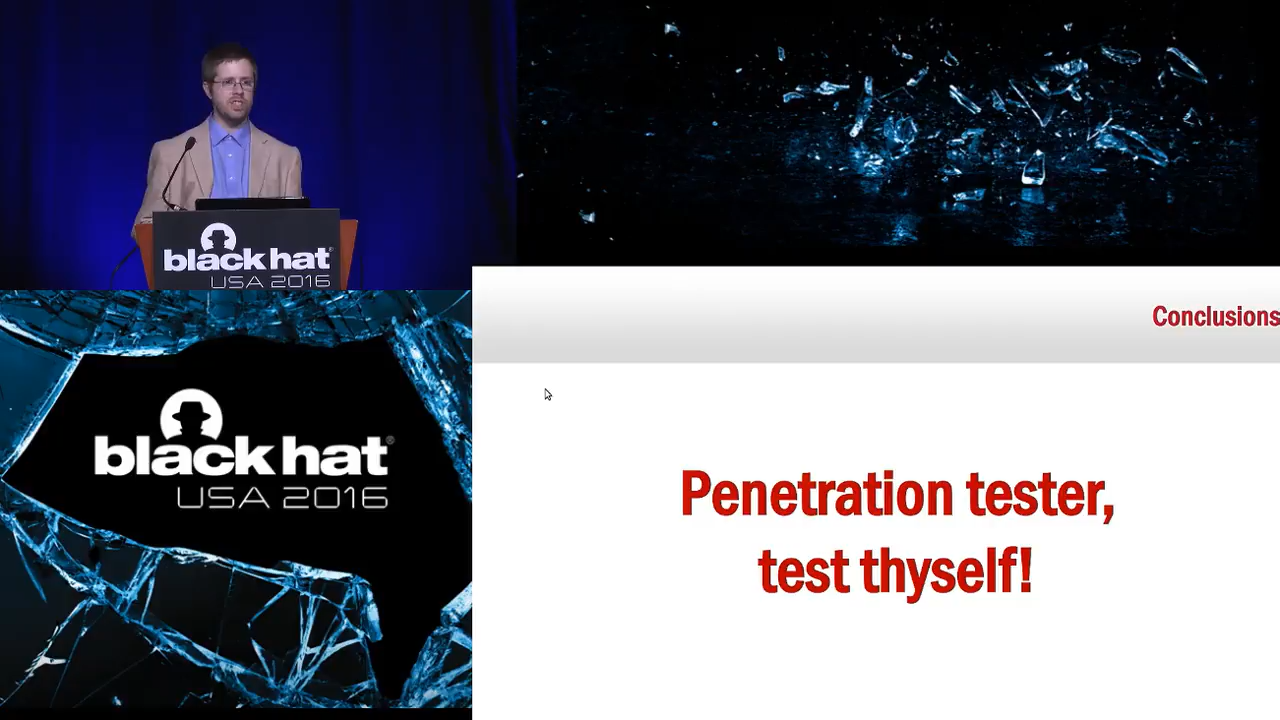 black hat®
USA 2016
black hat®
USA 2016
Conclusions
Penetration tester,
test thyself!